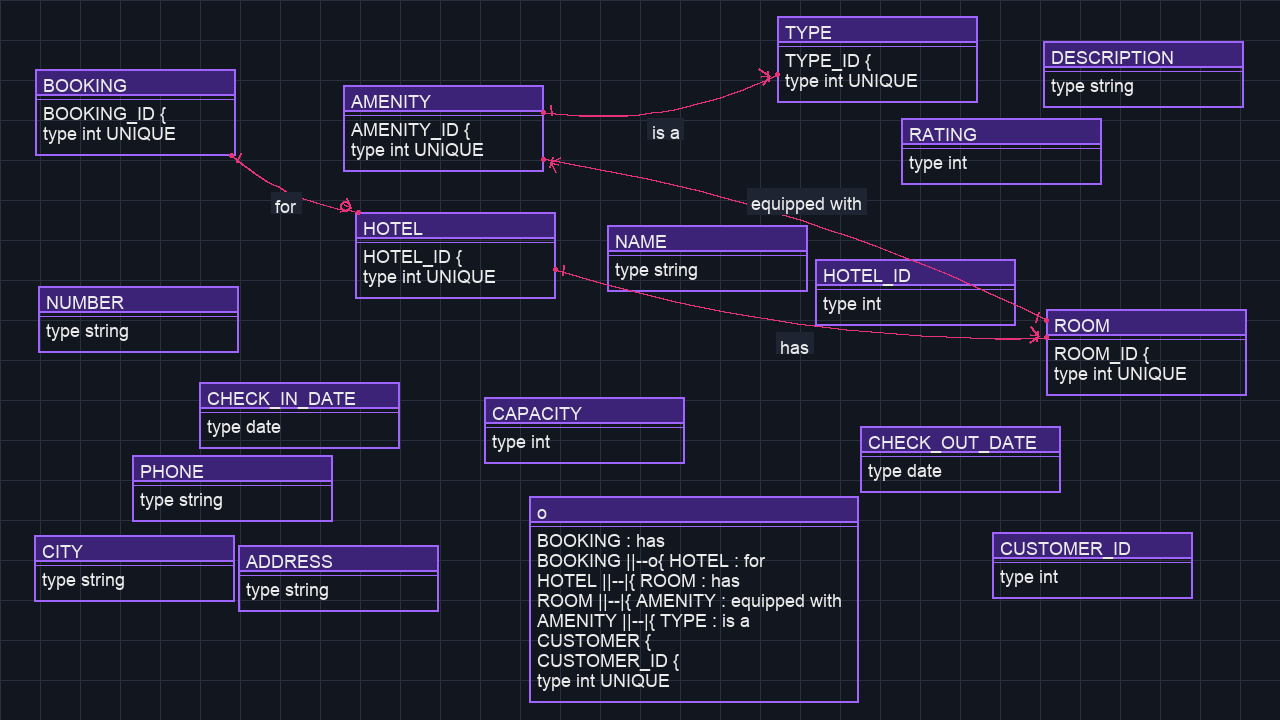 TYPE
TYPE_ID {
type int UNIQUE
DESCRIPTION
type string
BOOKING
BOOKING_ID {
type int UNIQUE
AMENITY
AMENITY_ID {
type int UNIQUE
is a
RATING
type int
for
equipped with
HOTEL
HOTEL_ID {
type int UNIQUE
NAME
type string
HOTEL_ID
type int
NUMBER
type string
has
ROOM
ROOM_ID {
type int UNIQUE
CHECK_IN_DATE
type date
CAPACITY
type int
CHECK_OUT_DATE
type date
PHONE
type string
CITY
type string
ADDRESS
type string
o
BOOKING : has
BOOKING ||--o{ HOTEL : for
HOTEL ||--|{ ROOM : has
ROOM ||--|{ AMENITY : equipped with
AMENITY ||--|{ TYPE : is a
CUSTOMER {
CUSTOMER_ID {
type int UNIQUE
CUSTOMER_ID
type int